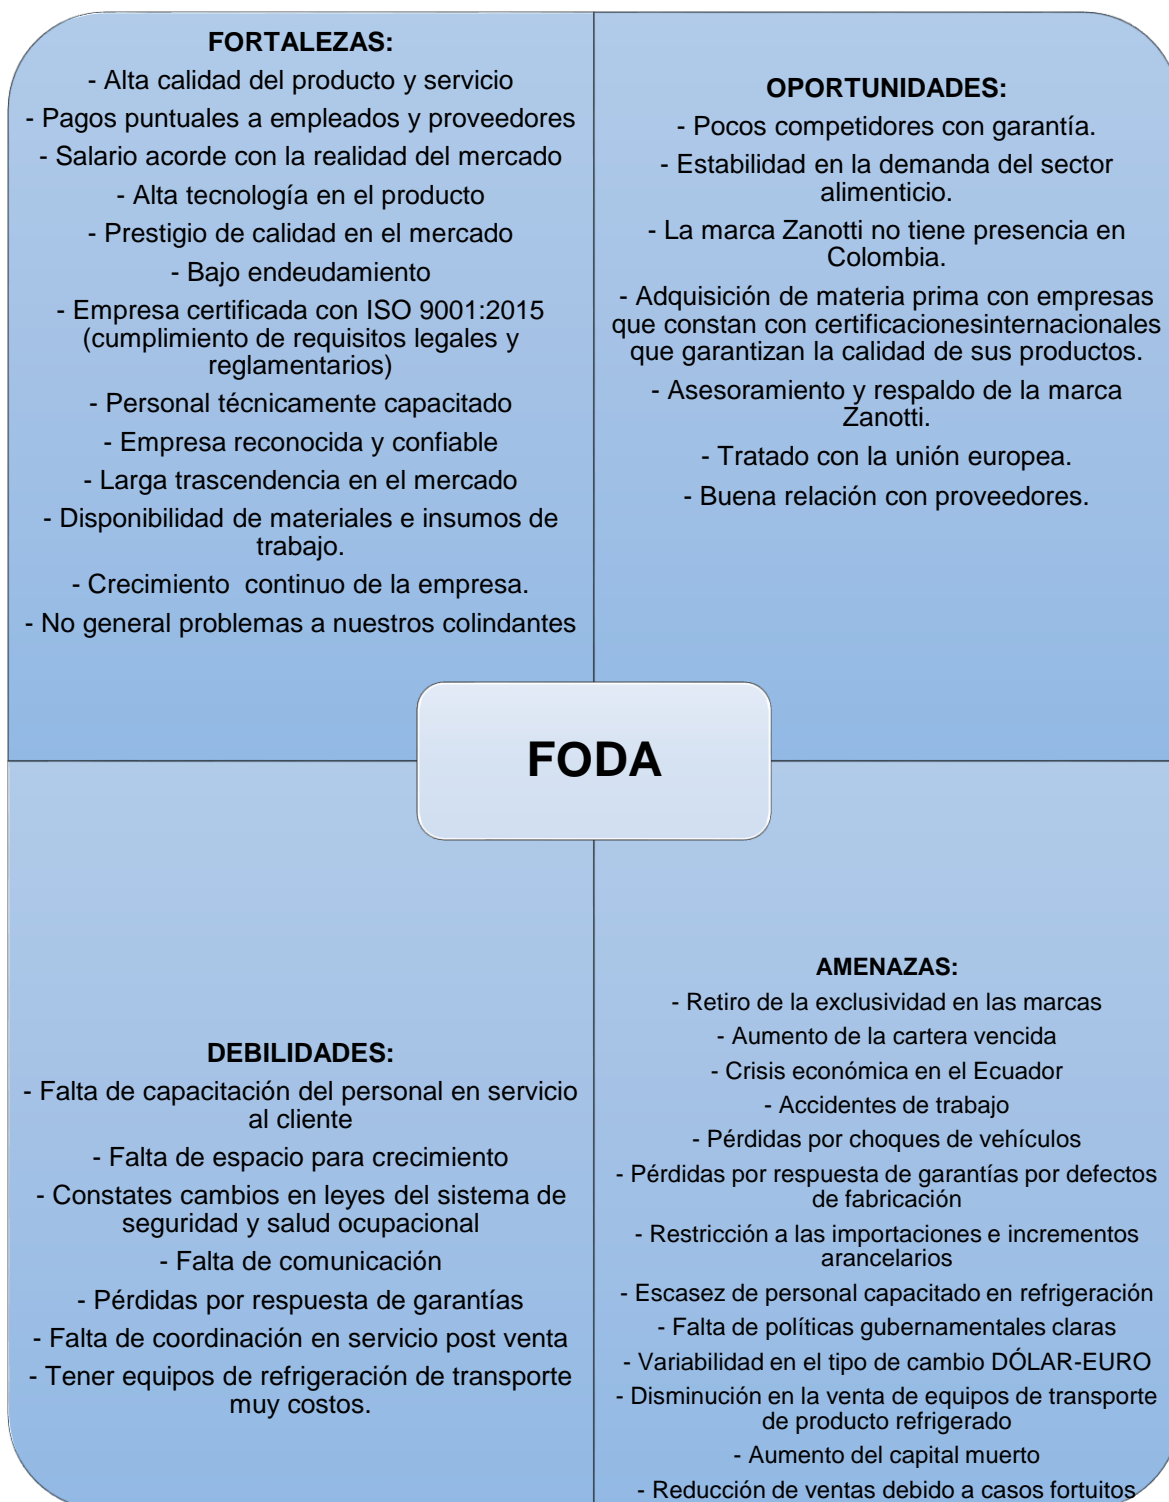 FORTALEZAS:
- Alta calidad del producto y servicio
- Pagos puntuales a empleados y proveedores
- Salario acorde con la realidad del mercado
- Alta tecnología en el producto
- Prestigio de calidad en el mercado
- Bajo endeudamiento
- Empresa certificada con ISO 9001:2015
(cumplimiento de requisitos legales y
reglamentarios)
- Personal técnicamente capacitado
- Empresa reconocida y confiable
- Larga trascendencia en el mercado
- Disponibilidad de materiales e insumos de
trabajo.
- Crecimiento  continuo de la empresa.
- No general problemas a nuestros colindantes
OPORTUNIDADES:
- Pocos competidores con garantía.
- Estabilidad en la demanda del sector
alimenticio.
- La marca Zanotti no tiene presencia en
Colombia.
- Adquisición de materia prima con empresas
que constan con certificacionesinternacionales
que garantizan la calidad de sus productos.
- Asesoramiento y respaldo de la marca
Zanotti.
- Tratado con la unión europea.
- Buena relación con proveedores.
FODA
DEBILIDADES:
- Falta de capacitación del personal en servicio
al cliente
- Falta de espacio para crecimiento
- Constates cambios en leyes del sistema de
seguridad y salud ocupacional
- Falta de comunicación
- Pérdidas por respuesta de garantías
- Falta de coordinación en servicio post venta
- Tener equipos de refrigeración de transporte
muy costos.
AMENAZAS:
- Retiro de la exclusividad en las marcas
- Aumento de la cartera vencida
- Crisis económica en el Ecuador
- Accidentes de trabajo
- Pérdidas por choques de vehículos
- Pérdidas por respuesta de garantías por defectos
de fabricación
- Restricción a las importaciones e incrementos
arancelarios
- Escasez de personal capacitado en refrigeración
- Falta de políticas gubernamentales claras
- Variabilidad en el tipo de cambio DÓLAR-EURO
- Disminución en la venta de equipos de transporte
de producto refrigerado
- Aumento del capital muerto
- Reducción de ventas debido a casos fortuitos